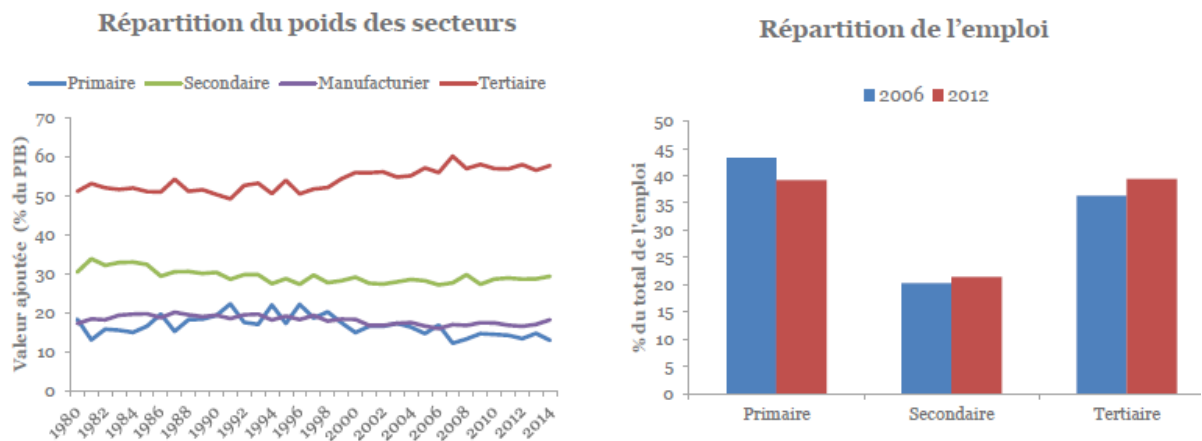 Répartition du poids des secteurs
Primaire Secondaire Manufacturier Tertiaire
Valeur ajoutée (% du PIB)
70
60
50
40
30
20
10
0
1980 1982 1984 1986 1988 1990 1992 1994 1996 1998 2000 2002 2004 2006 2008 2010 2012 2014
Répartition de l’emploi
2006 2012
% du total de l'emploi
50
45
40
35
30
25
20
15
10
5
0
Primaire Secondaire Tertiaire